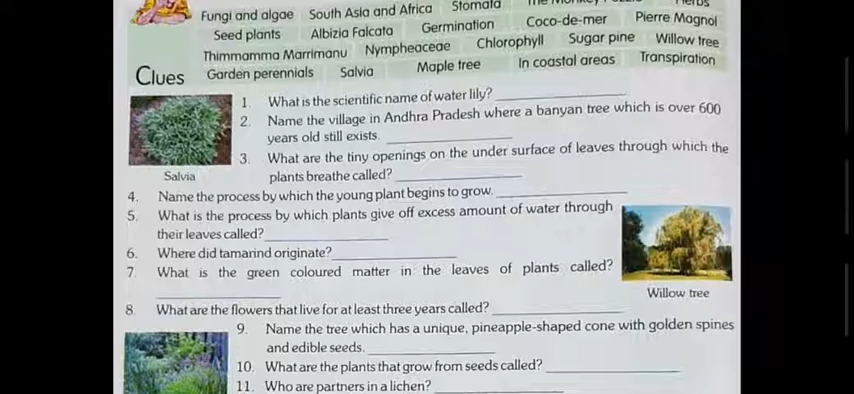 Fungi and algae South Asia and Africa Stomata
Seed plants Albizia Falcata Germination Coco-de-mer Pierre Magnol
Thimmamma Marrimanu Nympheaceae Chlorophyll Sugar pine Willow tree
Clues Garden perennials Salvia Maple tree In coastal areas Transpiration
1. What is the scientific name of water lily?
2. Name the village in Andhra Pradesh where a banyan tree which is over 600
years old still exists.
3. What are the tiny openings on the under surface of leaves through which the
Salvia
plants breathe called?
4. Name the process by which the young plant begins to grow.
5. What is the process by which plants give off excess amount of water through
their leaves called?
6. Where did tamarind originate?
7. What is the green coloured matter in the leaves of plants called?
Willow tree
8. What are the flowers that live for at least three years called?
9. Name the tree which has a unique, pineapple-shaped cone with golden spines
and edible seeds.
10. What are the plants that grow from seeds called?
11. Who are partners in a lichen?